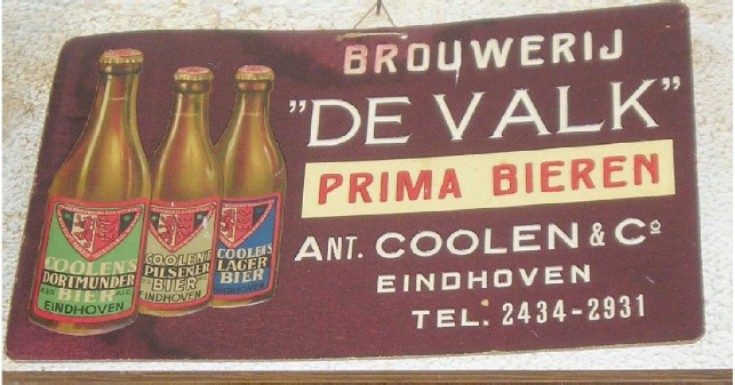 BROUWERIJ
"DE VALK"
PRIMA BIEREN
ANT. COOLEN & Cº
EINDHOVEN
TEL. 2434-2931
COOLENS
DORTMUNDER
BIER
EINDHOVEN
COOLENS
PILSENER
BIER
EINDHOVEN
COOLENS
LAGER
BIER
EINDHOVEN